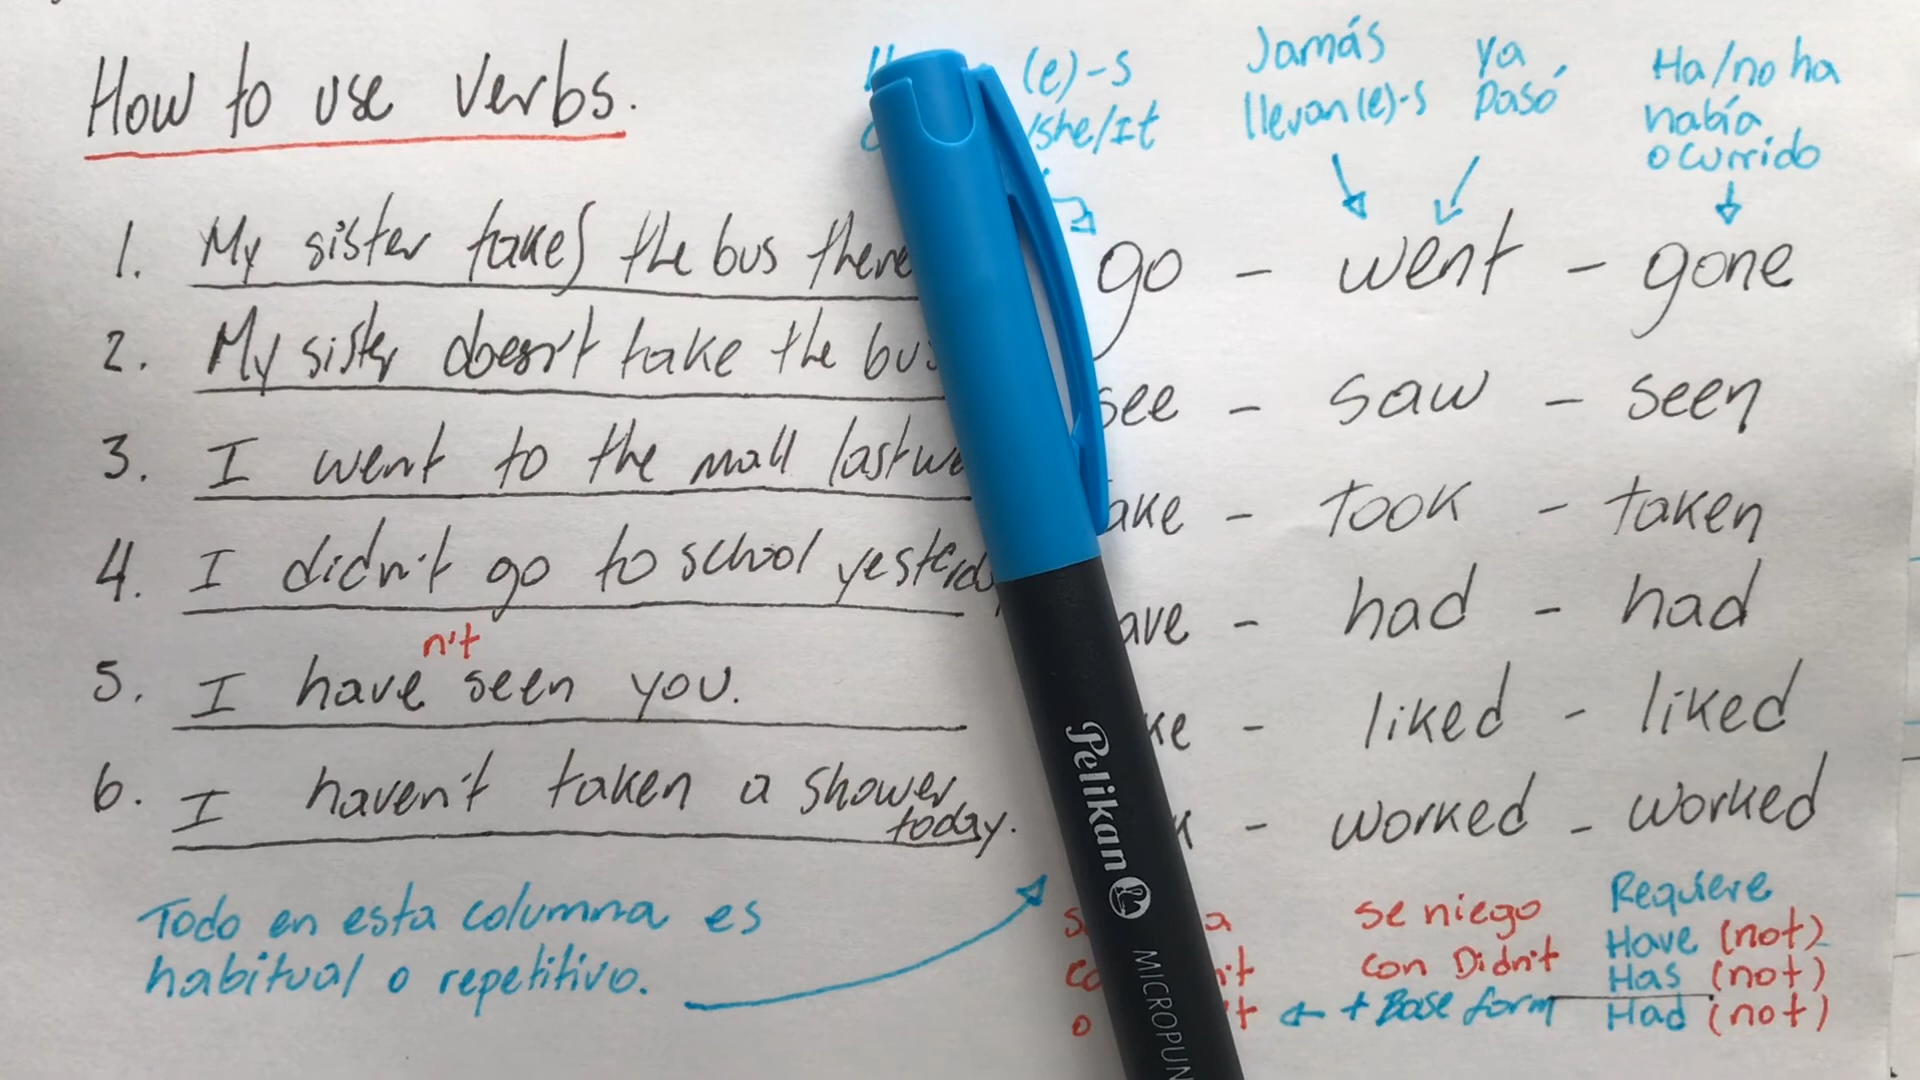 How to use verbs.
(e)-s
/she/It
Jamás
llevan(e)-s
ya
pasó
Ha/no ha
había
ocurrido
1. My sister takes the bus there
2. My sister doesn't take the bus
3. I went to the mall last
4. I didn't go to school
5. I haven't seen you.
6. I haven't taken a shower
today.
go - went - gone
see - saw - seen
took - taken
had - had
liked - liked
worked - worked
Todo en esta columna es
habitual o repetitivo.
se niego
con Didn't
← + Base form
Requiere
Have (not)
Has (not)
Had (not)
Pelikan